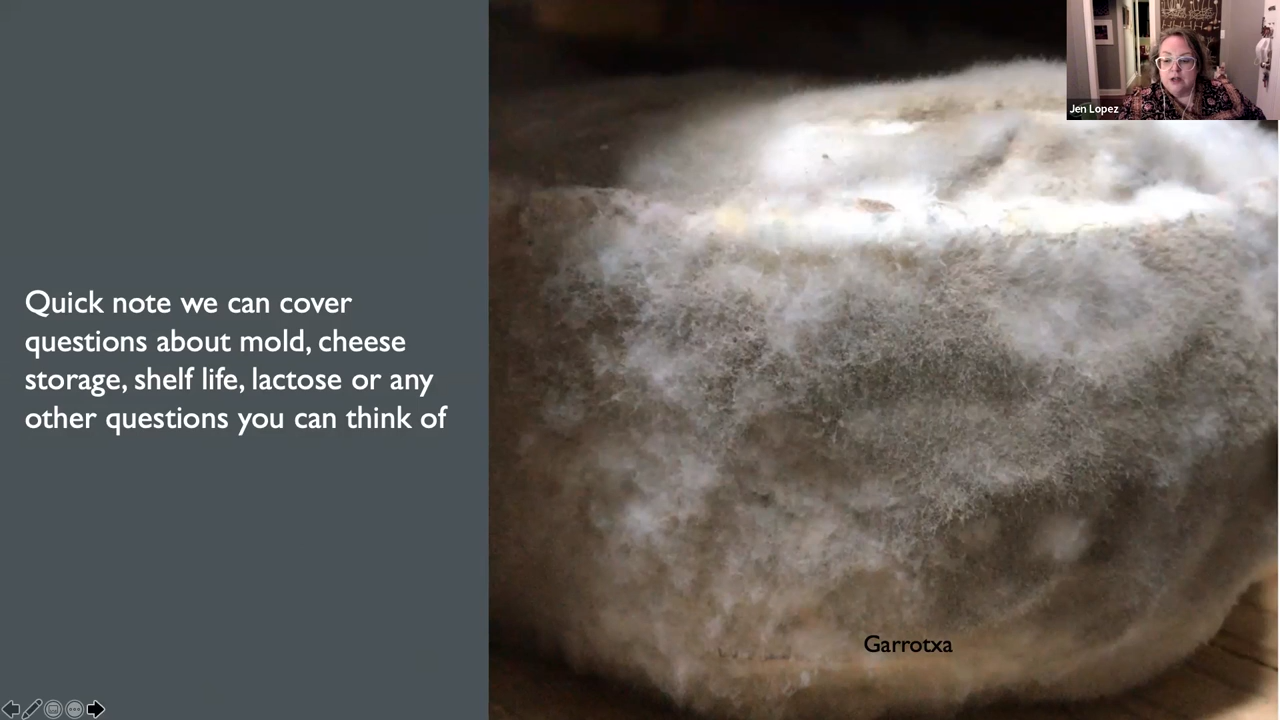 Jen Lopez
Quick note we can cover
questions about mold, cheese
storage, shelf life, lactose or any
other questions you can think of
Garrotxa